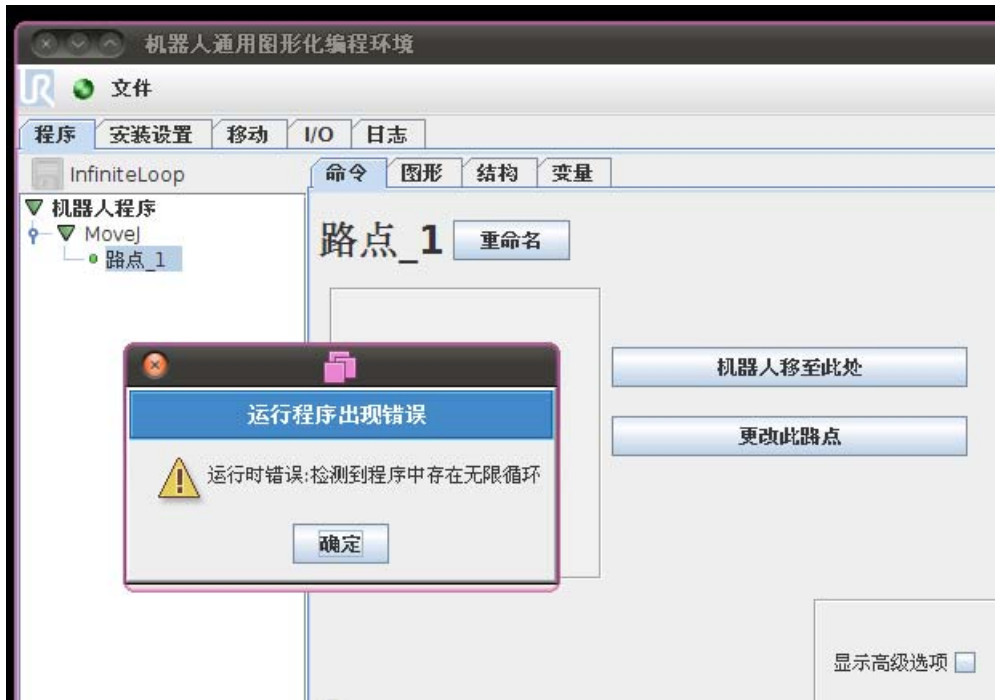 机器人通用图形化编程环境
UR 文件
程序 安装设置 移动 I/O 日志
InfiniteLoop
命令 图形 结构 变量
机器人程序
MoveJ
路点_1
路点_1 重命名
机器人移至此处
更改此路点
运行程序出现错误
运行时错误:检测到程序中存在无限循环
确定
显示高级选项